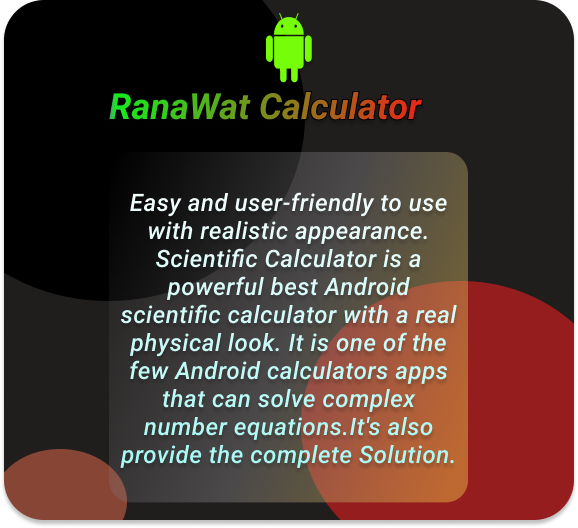 RanaWat Calculator
Easy and user-friendly to use
with realistic appearance.
Scientific Calculator is a
powerful best Android
scientific calculator with a real
physical look. It is one of the
few Android calculators apps
that can solve complex
number equations.It's also
provide the complete Solution.